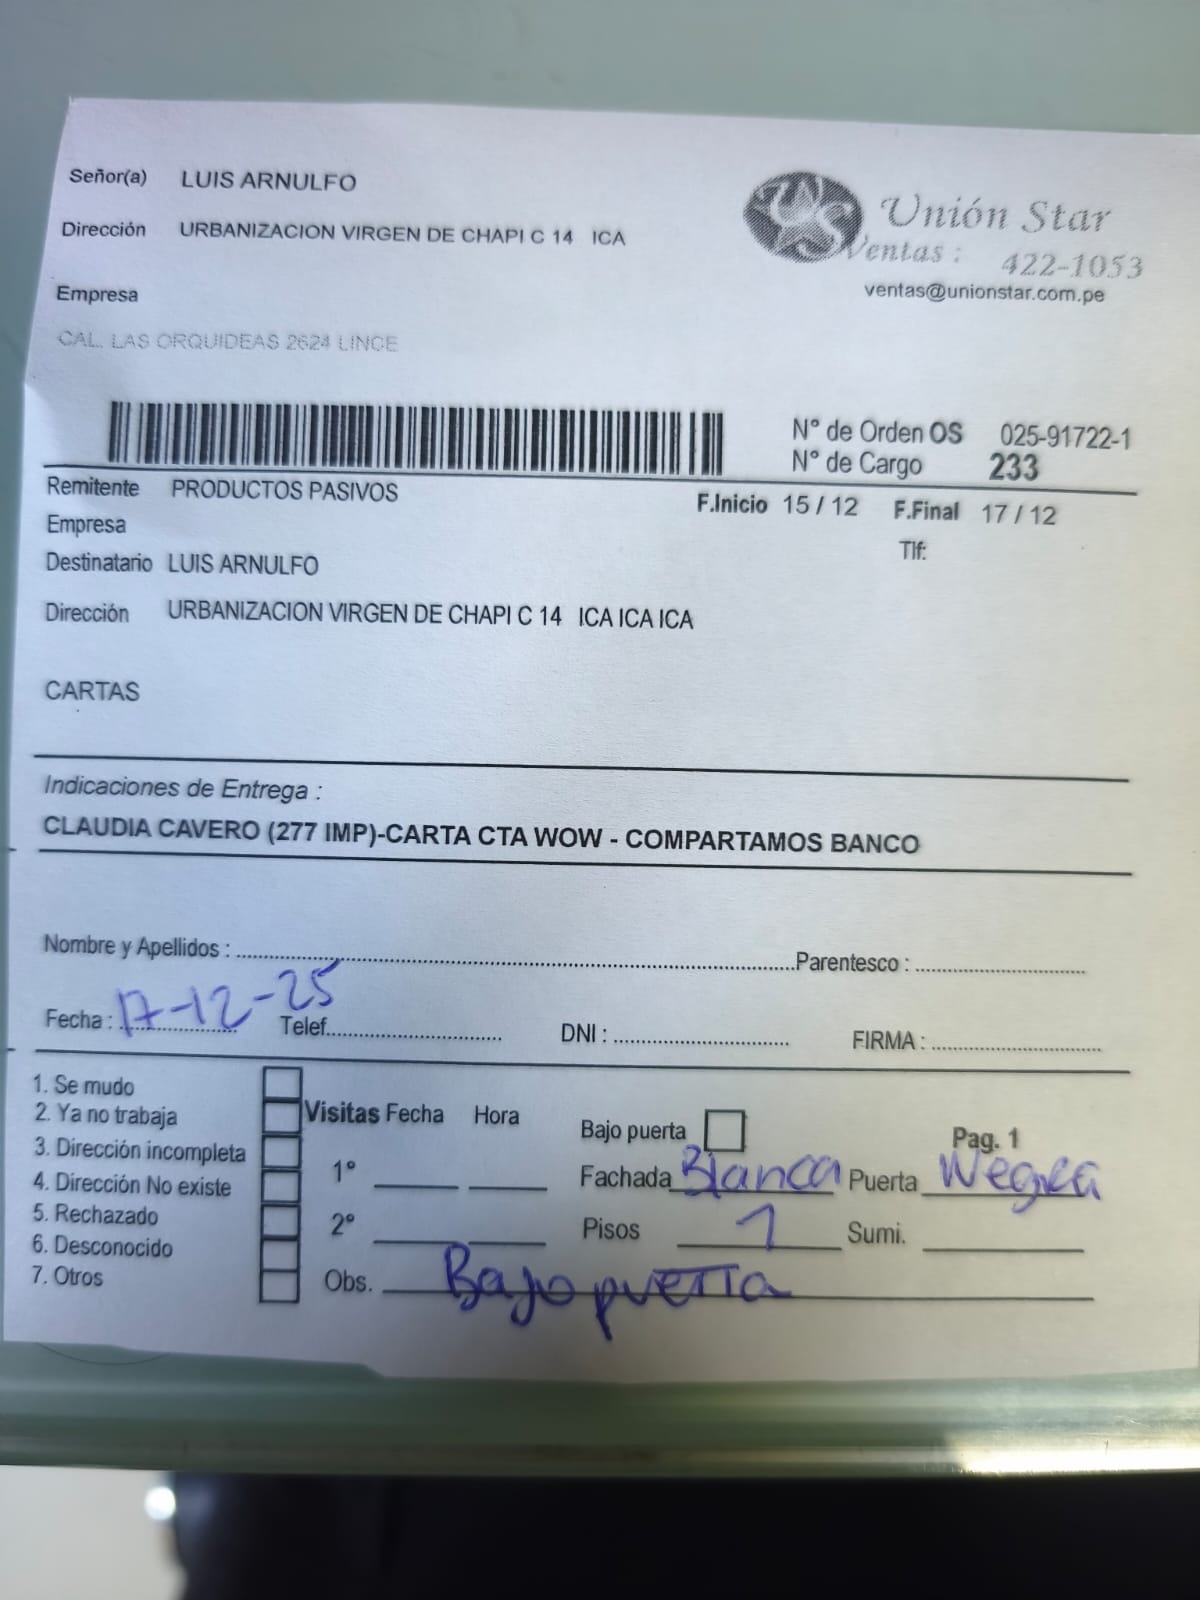 Señor(a) LUIS ARNULFO
Dirección URBANIZACION VIRGEN DE CHAPI C 14 ICA
Empresa
CAL. LAS ORQUIDEAS 2624 LINCE
Unión Star
Ventas : 422-1053
ventas@unionstar.com.pe
N° de Orden OS 025-91722-1
N° de Cargo 233
Remitente PRODUCTOS PASIVOS
F.Inicio 15 / 12 F.Final 17 / 12
Empresa
Tlf:
Destinatario LUIS ARNULFO
Dirección URBANIZACION VIRGEN DE CHAPI C 14 ICA ICA ICA
CARTAS
Indicaciones de Entrega :
CLAUDIA CAVERO (277 IMP)-CARTA CTA WOW - COMPARTAMOS BANCO
Nombre y Apellidos : Parentesco :
Fecha : 17-12-25 Telef. DNI : FIRMA :
1. Se mudo
2. Ya no trabaja
3. Dirección incompleta
4. Dirección No existe
5. Rechazado
6. Desconocido
7. Otros
Visitas Fecha Hora
1°
2°
Bajo puerta
Pag. 1
Fachada Blanca Puerta Negra
Pisos 1 Sumi.
Obs. Bajo puerta